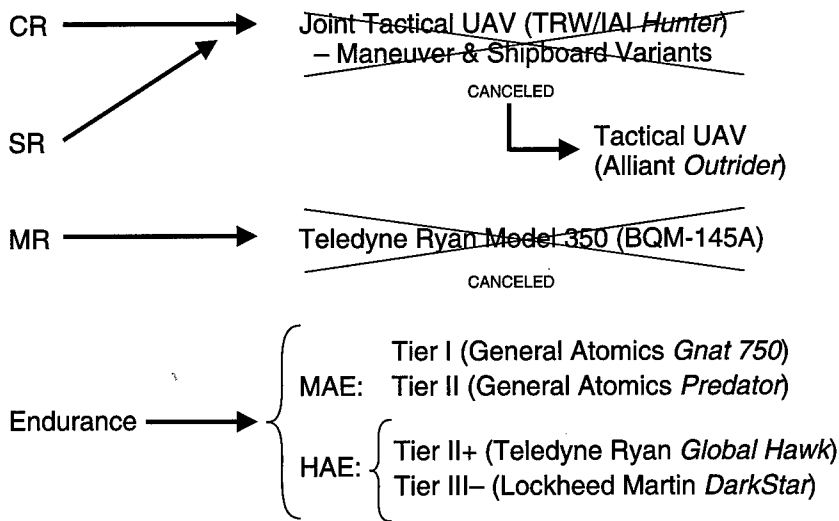 CR
Joint Tactical UAV (TRW/IAI Hunter)
– Maneuver & Shipboard Variants
CANCELED
SR
Tactical UAV
(Alliant Outrider)
MR
Teledyne Ryan Model 350 (BQM-145A)
CANCELED
Endurance
MAE:
Tier I (General Atomics Gnat 750)
Tier II (General Atomics Predator)
HAE:
Tier II+ (Teledyne Ryan Global Hawk)
Tier III– (Lockheed Martin DarkStar)